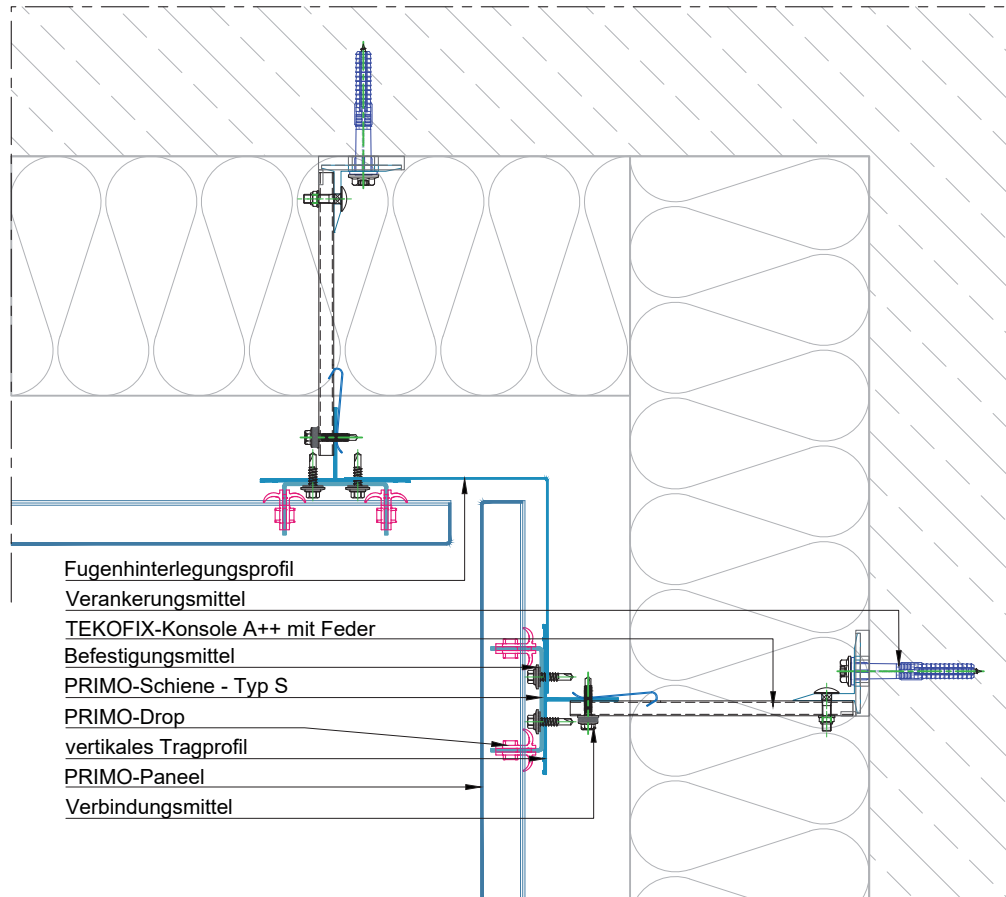 Fugenhinterlegungsprofil
Verankerungsmittel
TEKOFIX-Konsole A++ mit Feder
Befestigungsmittel
PRIMO-Schiene - Typ S
PRIMO-Drop
vertikales Tragprofil
PRIMO-Paneel
Verbindungsmittel